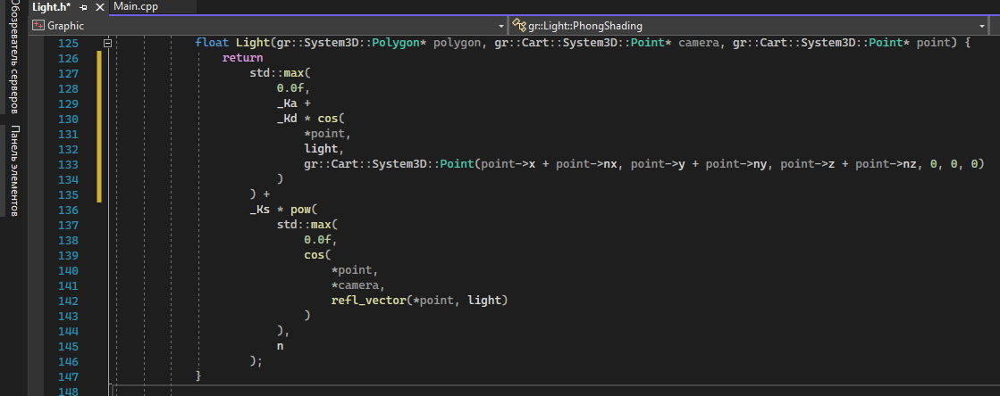 Light.h*
Main.cpp
Graphic
gr::Light::PhongShading
Обозреватель серверов
Панель элементов
125 float Light(gr::System3D::Polygon* polygon, gr::Cart::System3D::Point* camera, gr::Cart::System3D::Point* point) {
126 return
127 std::max(
128 0.0f,
129 _Ka +
130 _Kd * cos(
131 *point,
132 light,
133 gr::Cart::System3D::Point(point->x + point->nx, point->y + point->ny, point->z + point->nz, 0, 0, 0)
134 )
135 ) +
136 _Ks * pow(
137 std::max(
138 0.0f,
139 cos(
140 *point,
141 *camera,
142 refl_vector(*point, light)
143 )
144 ),
145 n
146 );
147 }
148